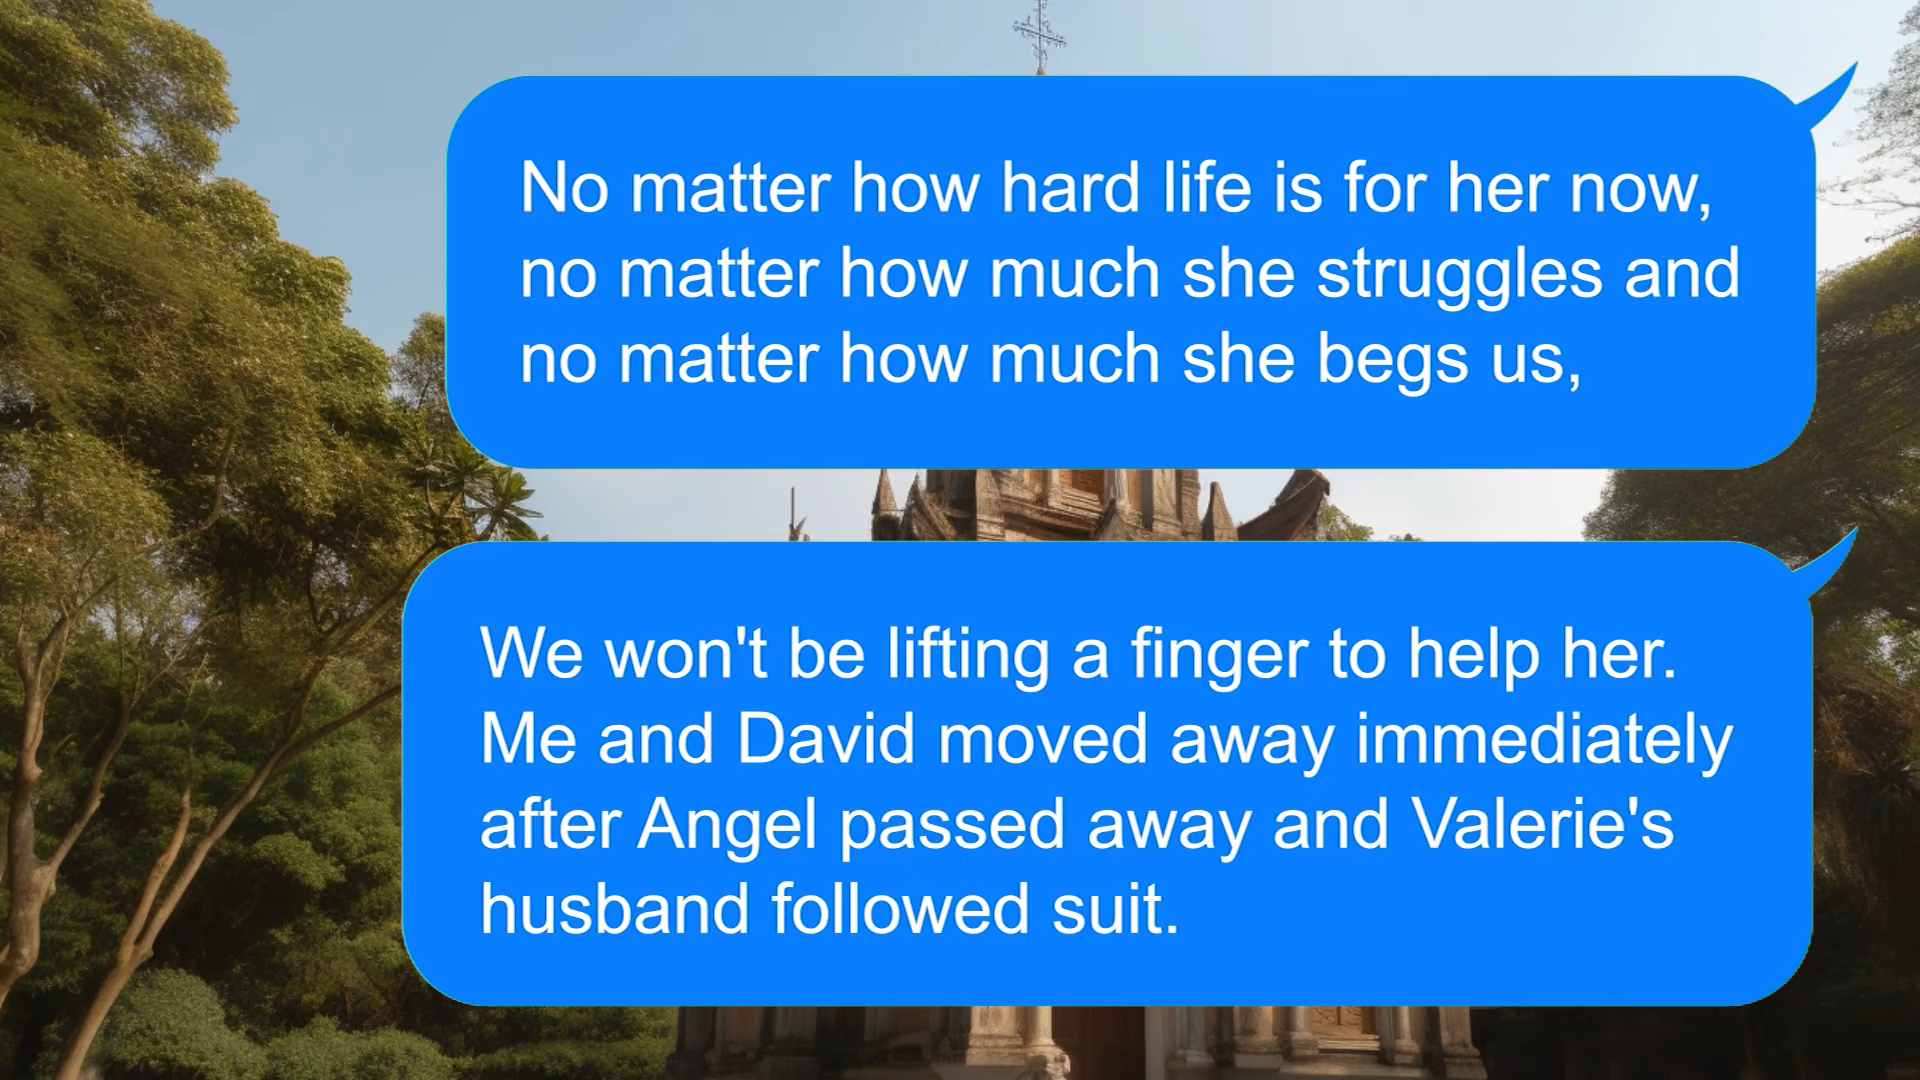 No matter how hard life is for her now,
no matter how much she struggles and
no matter how much she begs us,
We won't be lifting a finger to help her.
Me and David moved away immediately
after Angel passed away and Valerie's
husband followed suit.